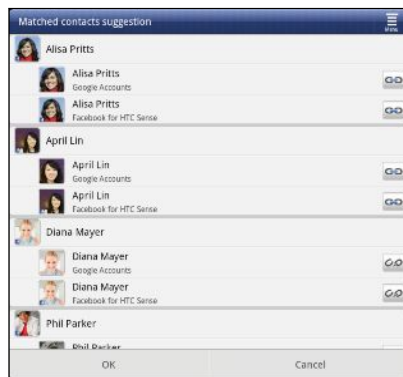 Matched contacts suggestion
Menu
Alisa Pritts
Alisa Pritts
Google Accounts
Alisa Pritts
Facebook for HTC Sense
April Lin
April Lin
Google Accounts
April Lin
Facebook for HTC Sense
Diana Mayer
Diana Mayer
Google Accounts
Diana Mayer
Facebook for HTC Sense
Phil Parker
Phil Parker
OK
Cancel